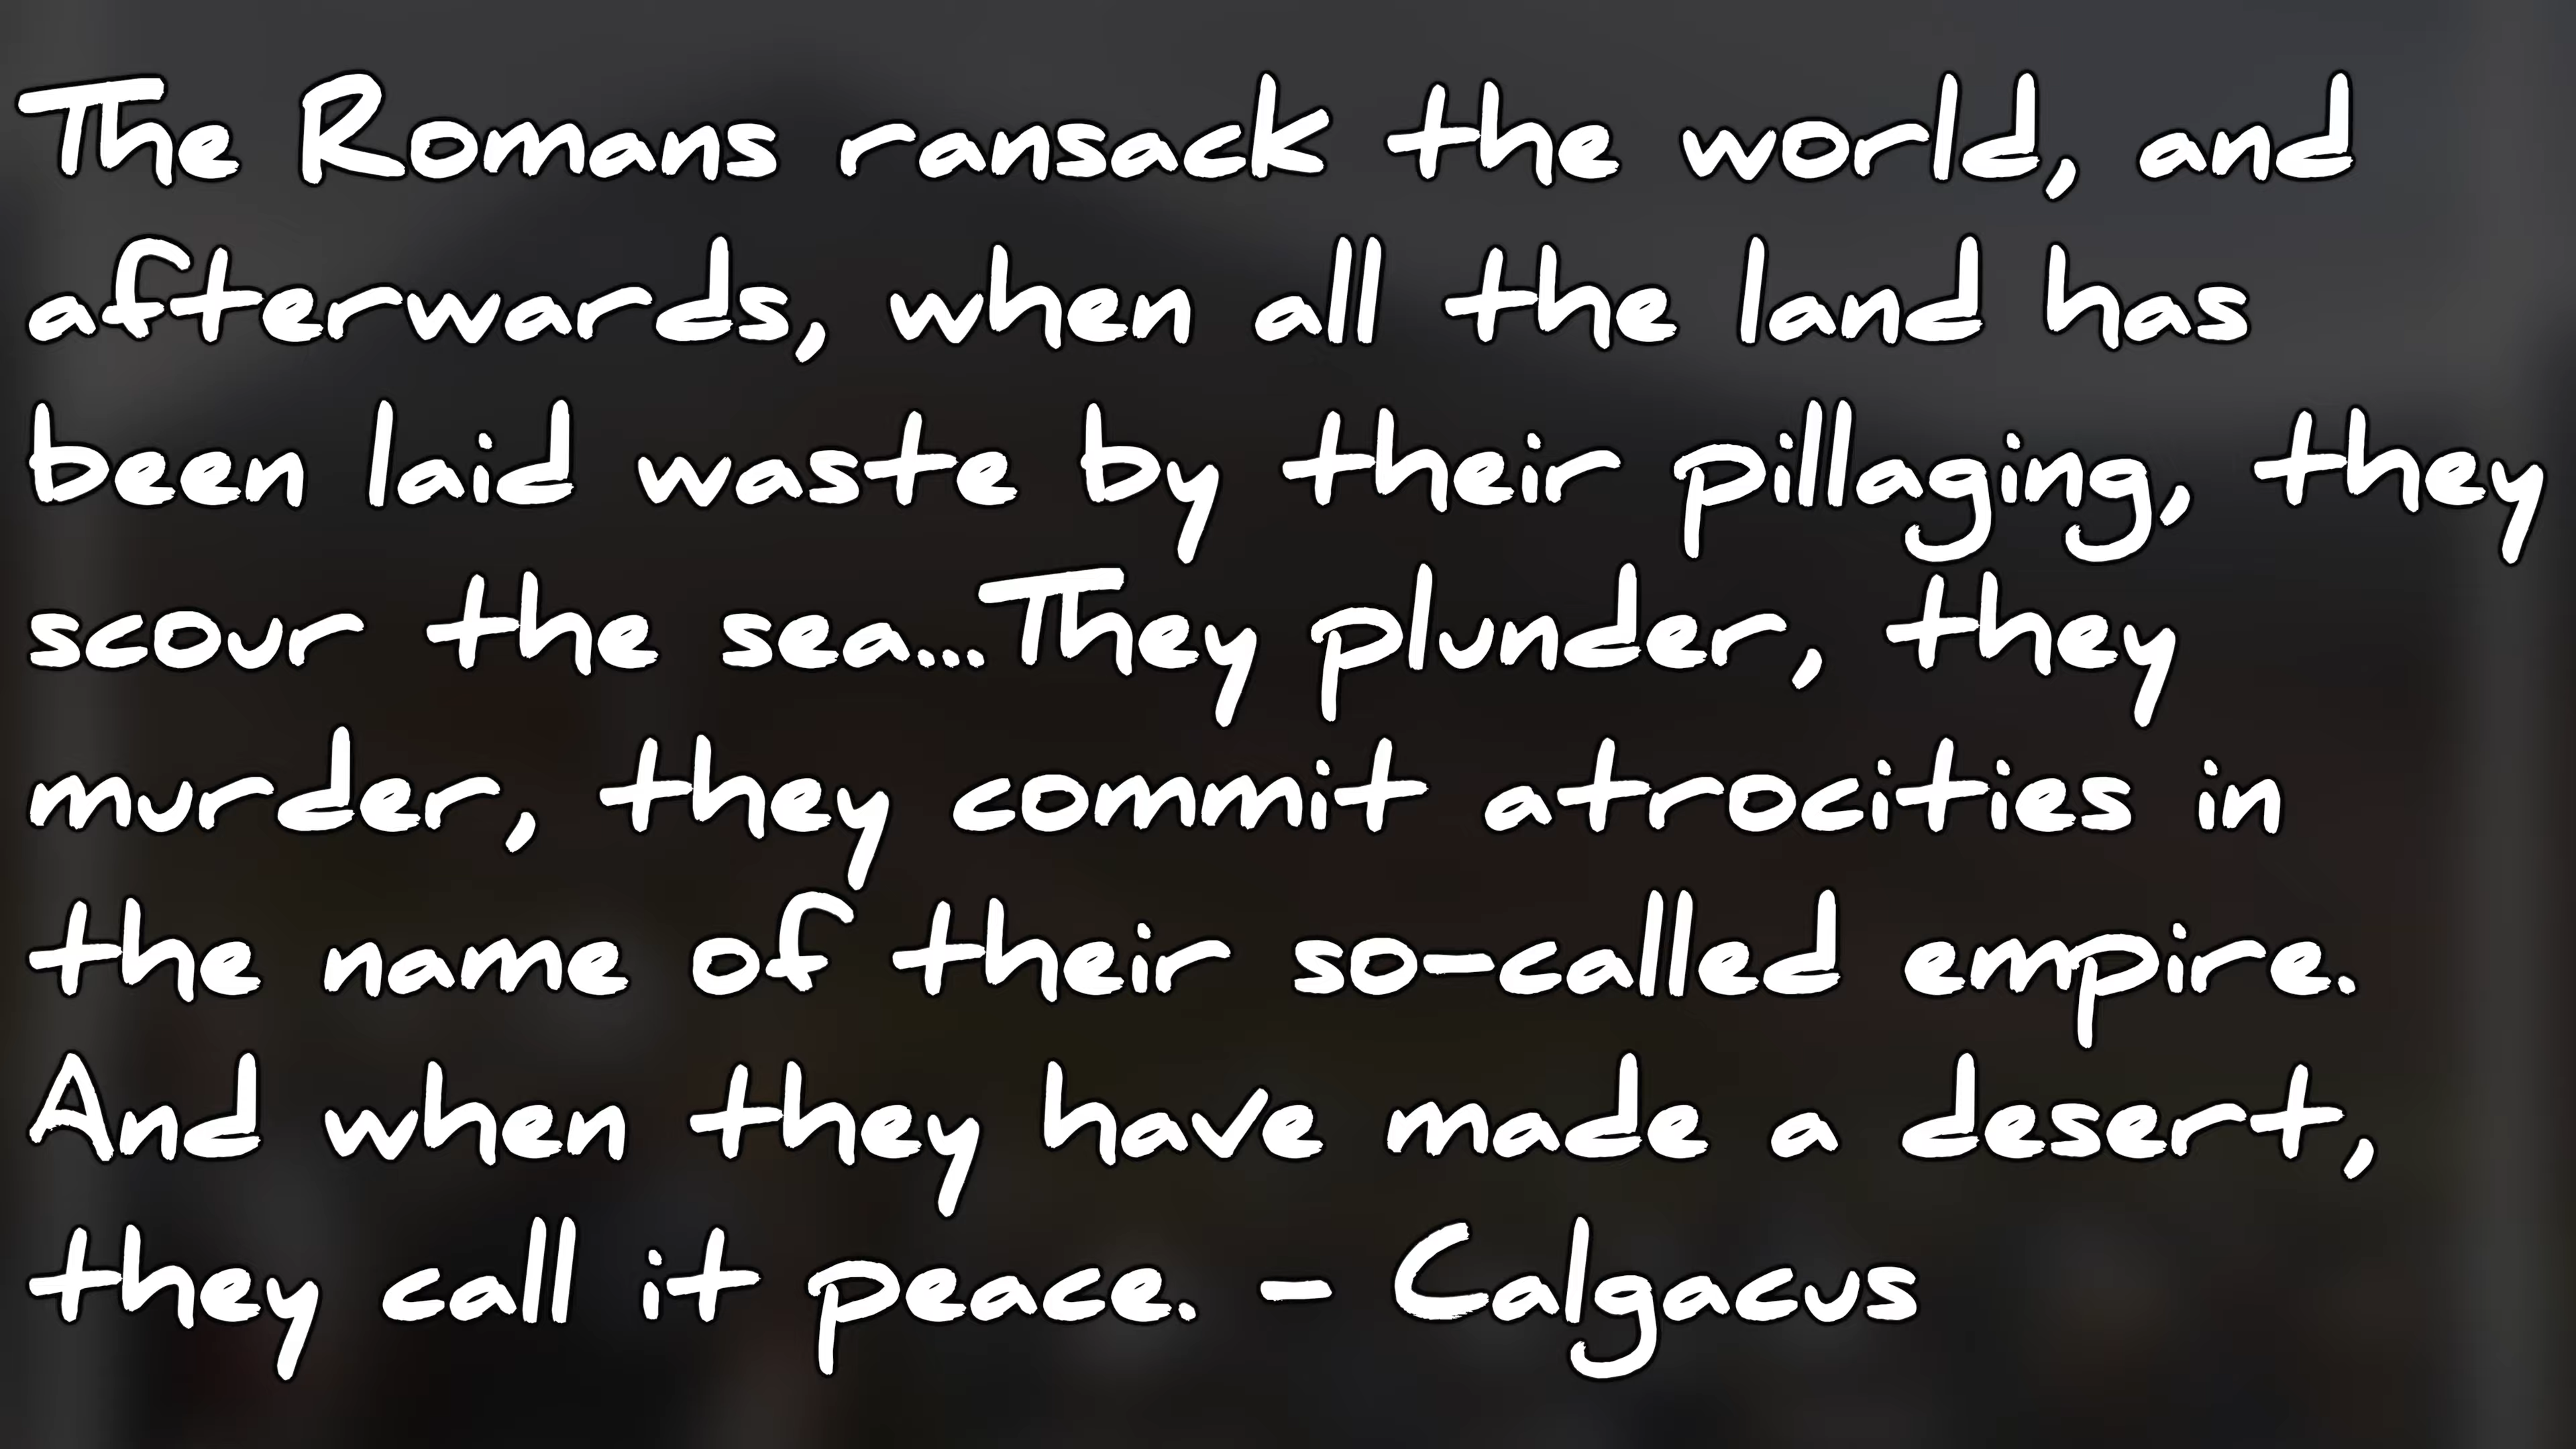 The Romans ransack the world, and
afterwards, when all the land has
been laid waste by their pillaging, they
scour the sea...They plunder, they
murder, they commit atrocities in
the name of their so-called empire.
And when they have made a desert,
they call it peace. - Calgacus